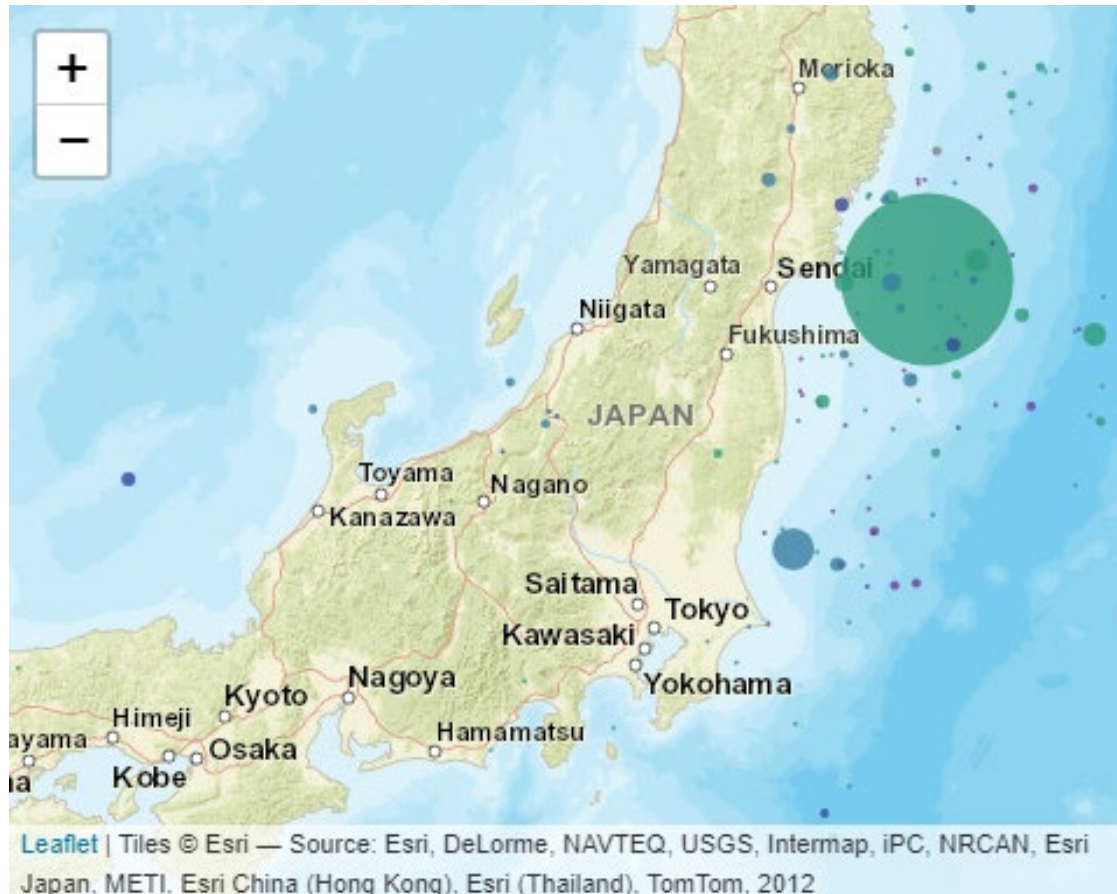 +
−
Morioka
Yamagata
Sendai
Niigata
Fukushima
JAPAN
Toyama
Nagano
Kanazawa
Saitama
Tokyo
Kawasaki
Nagoya
Yokohama
Kyoto
Himeji
Hamamatsu
ayama
Osaka
Kobe
na
Leaflet | Tiles © Esri — Source: Esri, DeLorme, NAVTEQ, USGS, Intermap, iPC, NRCAN, Esri
Japan, METI, Esri China (Hong Kong), Esri (Thailand), TomTom, 2012